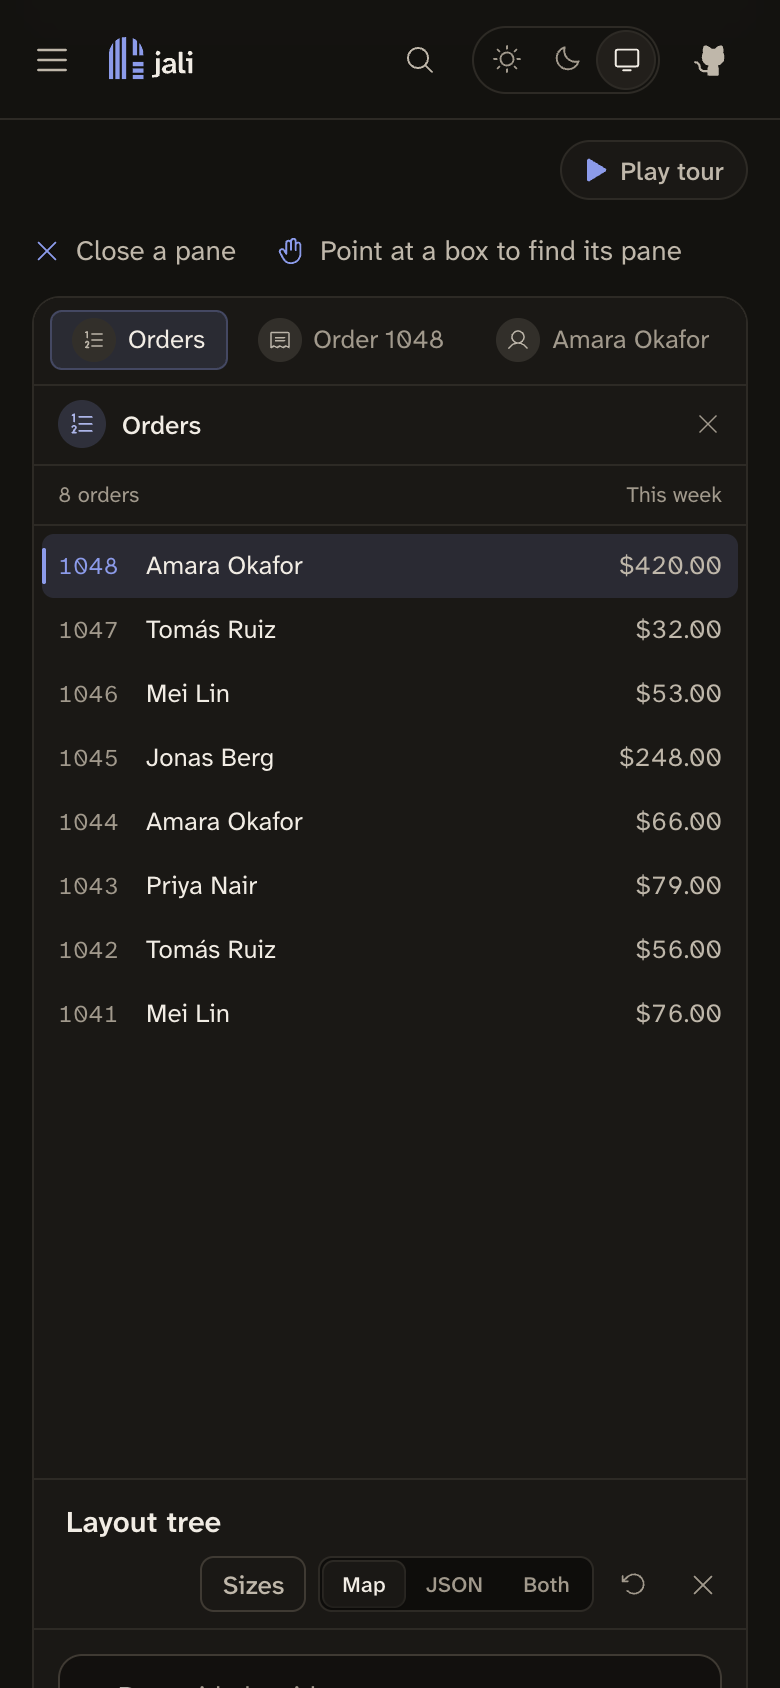 jali
Play tour
Close a pane
Point at a box to find its pane
Orders
Order 1048
Amara Okafor
Orders
8 orders
This week
1048 Amara Okafor $420.00
1047 Tomás Ruiz $32.00
1046 Mei Lin $53.00
1045 Jonas Berg $248.00
1044 Amara Okafor $66.00
1043 Priya Nair $79.00
1042 Tomás Ruiz $56.00
1041 Mei Lin $76.00
Layout tree
Sizes
Map
JSON
Both